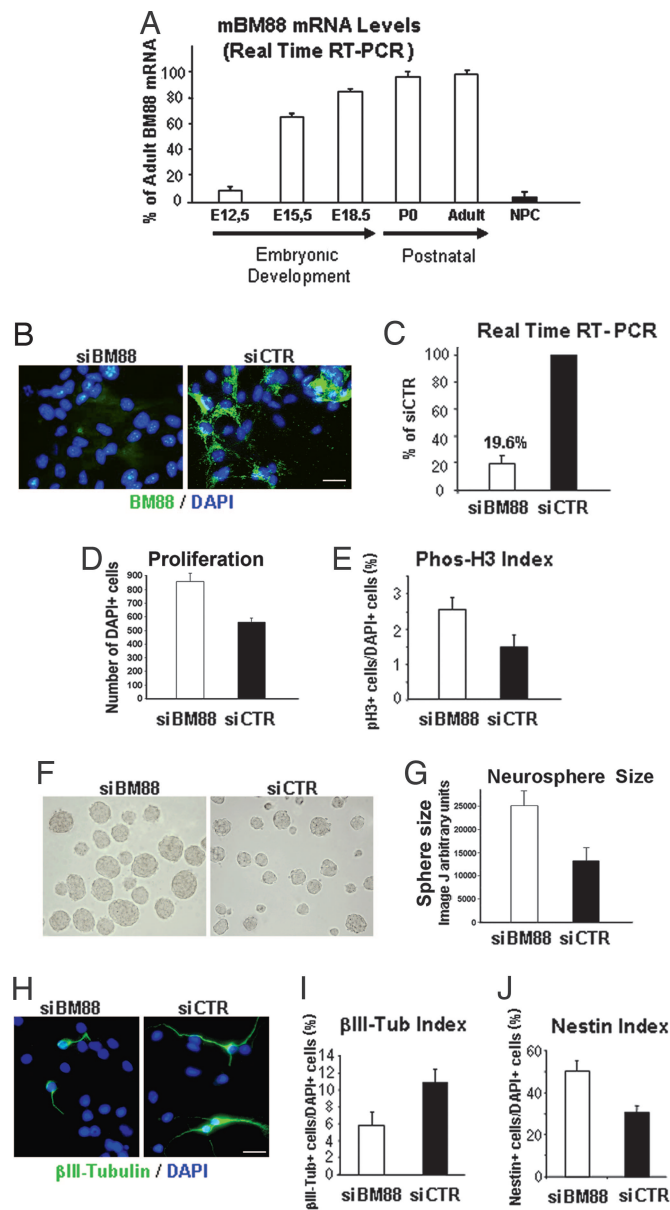 A
mBM88 mRNA Levels
(Real Time RT-PCR)
% of Adult BM88 mRNA
100
80
60
40
20
0
E12,5 E15,5 E18.5 P0 Adult NPC
Embryonic
Development
Postnatal
B
siBM88 siCTR
BM88 / DAPI
C
Real Time RT-PCR
% of siCTR
100
80
60
40
20
0
19.6%
siBM88 siCTR
D
Proliferation
Number of DAPI+ cells
900
800
700
600
500
400
300
200
100
0
siBM88 siCTR
E
Phos-H3 Index
pH3+ cells/DAPI+ cells (%)
3
2
1
0
siBM88 siCTR
F
siBM88 siCTR
G
Neurosphere Size
Sphere size
Image J arbitrary units
25000
20000
15000
10000
5000
0
siBM88 siCTR
H
siBM88 siCTR
βIII-Tubulin / DAPI
I
βIII-Tub Index
βIII-Tub+ cells/DAPI+ cells (%)
14
12
10
8
6
4
2
0
siBM88 siCTR
J
Nestin Index
Nestin+ cells/DAPI+ cells (%)
60
40
20
0
siBM88 siCTR